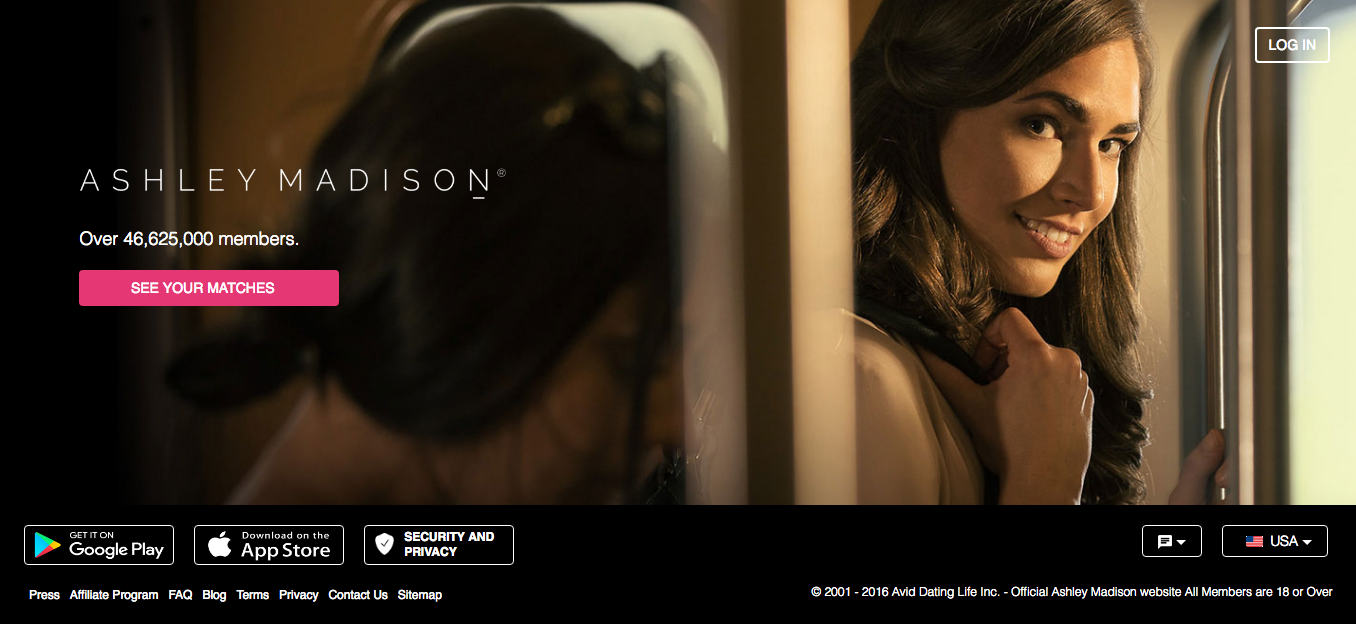 LOG IN
ASHLEY MADISON®
Over 46,625,000 members.
SEE YOUR MATCHES
GET IT ON
Google Play
Download on the
App Store
SECURITY AND
PRIVACY
USA
Press Affiliate Program FAQ Blog Terms Privacy Contact Us Sitemap
© 2001 - 2016 Avid Dating Life Inc. - Official Ashley Madison website All Members are 18 or Over